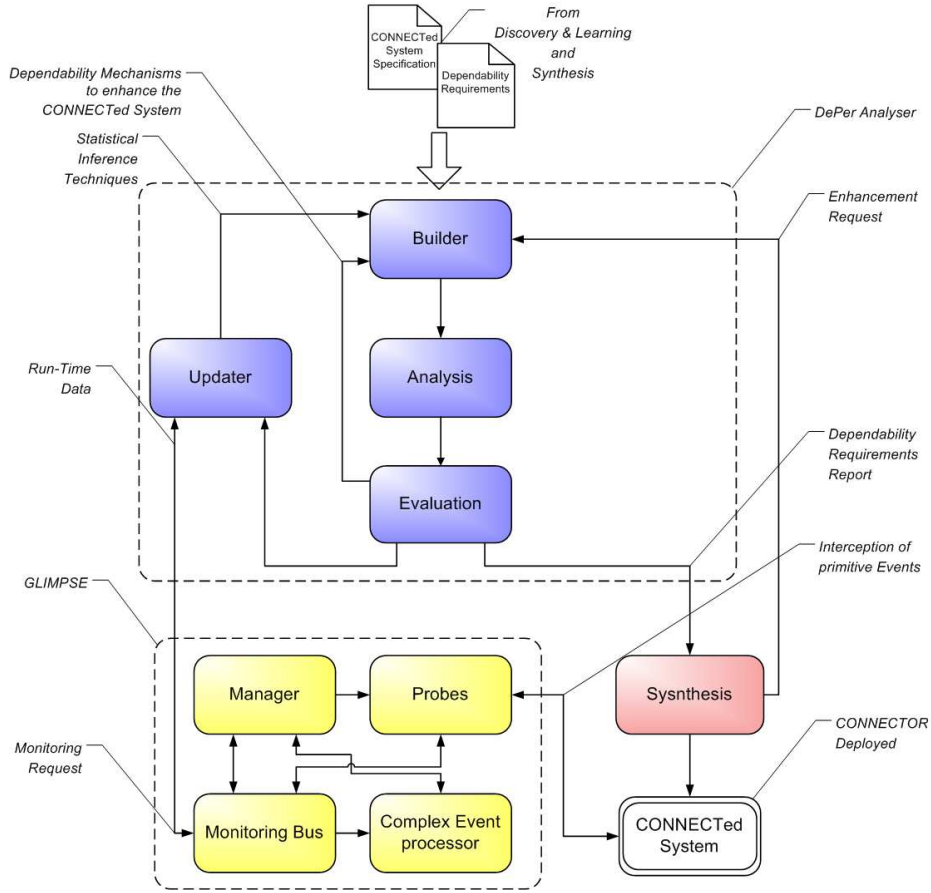 From
Discovery & Learning
and
Synthesis
CONNECTed
System
Specification
Dependability
Requirements
Dependability Mechanisms
to enhance the
CONNECTed System
DePer Analyser
Statistical
Inference
Techniques
Enhancement
Request
Builder
Run-Time
Data
Updater
Analysis
Dependability
Requirements
Report
Evaluation
Interception of
primitive Events
GLIMPSE
Manager
Probes
Sysnthesis
CONNECTOR
Deployed
Monitoring
Request
Monitoring Bus
Complex Event
processor
CONNECTed
System